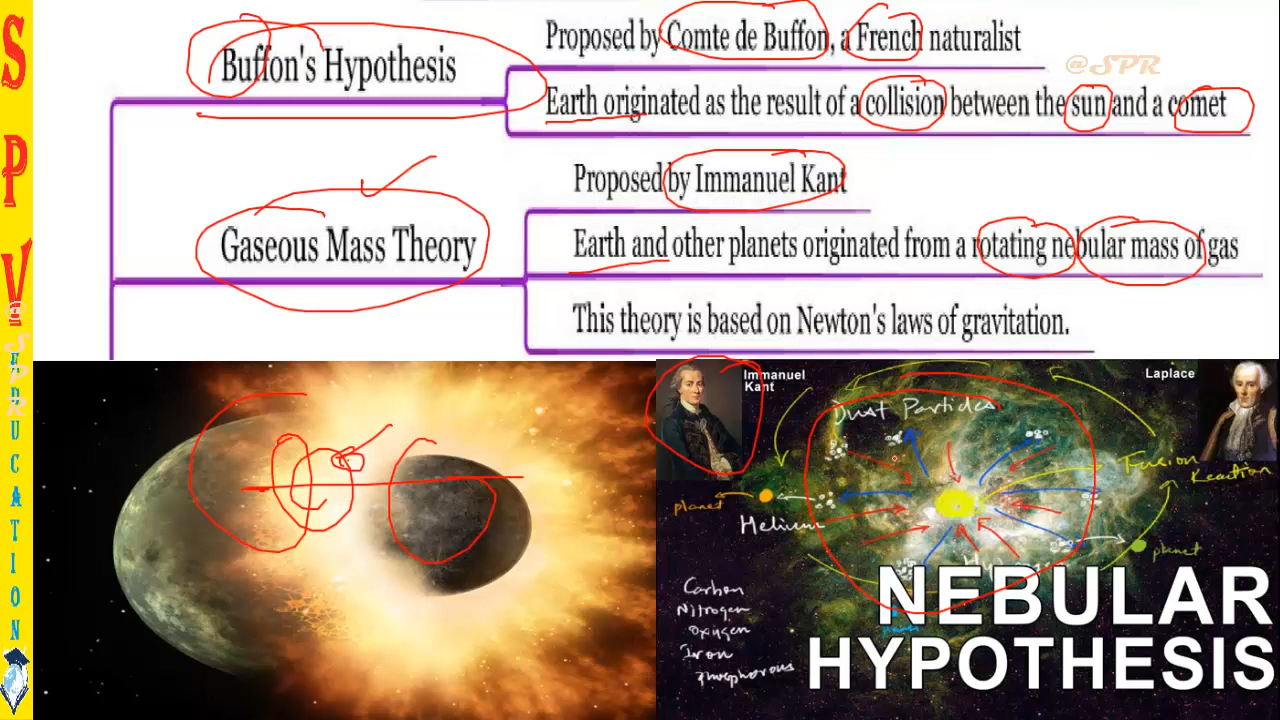 S
P
V
@SPR
EDUCATION
Buffon's Hypothesis
Proposed by Comte de Buffon, a French naturalist
@SPR
Earth originated as the result of a collision between the sun and a comet
Gaseous Mass Theory
Proposed by Immanuel Kant
Earth and other planets originated from a rotating nebular mass of gas
This theory is based on Newton's laws of gravitation.
Immanuel
Kant
Laplace
Dust Particles
Fusion
Reaction
planet
Helium
planet
Carbon
Nitrogen
Oxygen
Iron
Phosphorous
NEBULAR
HYPOTHESIS